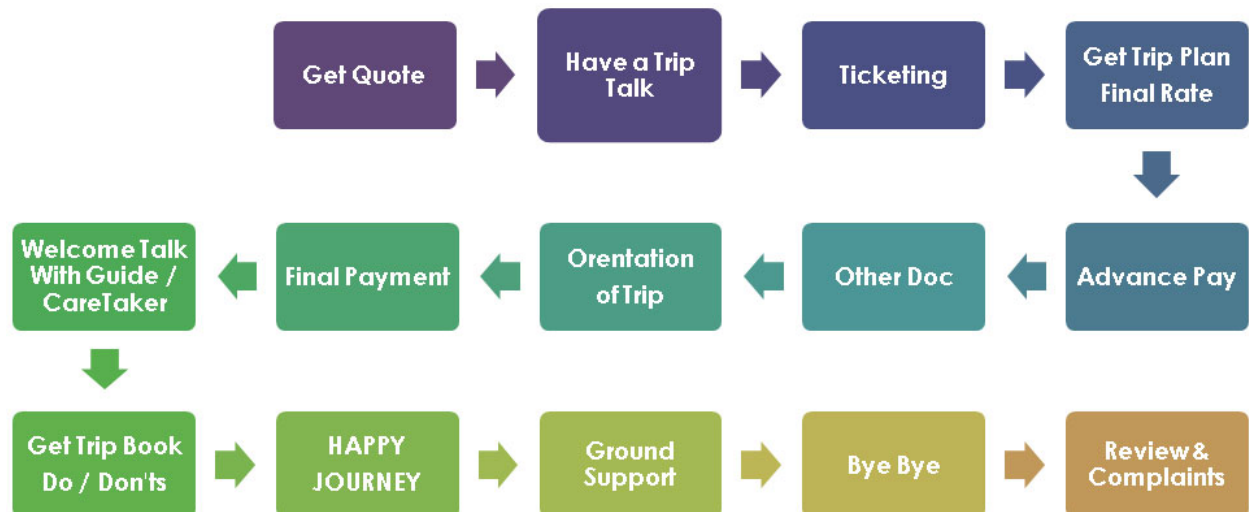 Get Quote
Have a Trip
Talk
Ticketing
Get Trip Plan
Final Rate
Advance Pay
Other Doc
Orentation
of Trip
Final Payment
Welcome Talk
With Guide /
CareTaker
Get Trip Book
Do / Don'ts
HAPPY
JOURNEY
Ground
Support
Bye Bye
Review &
Complaints